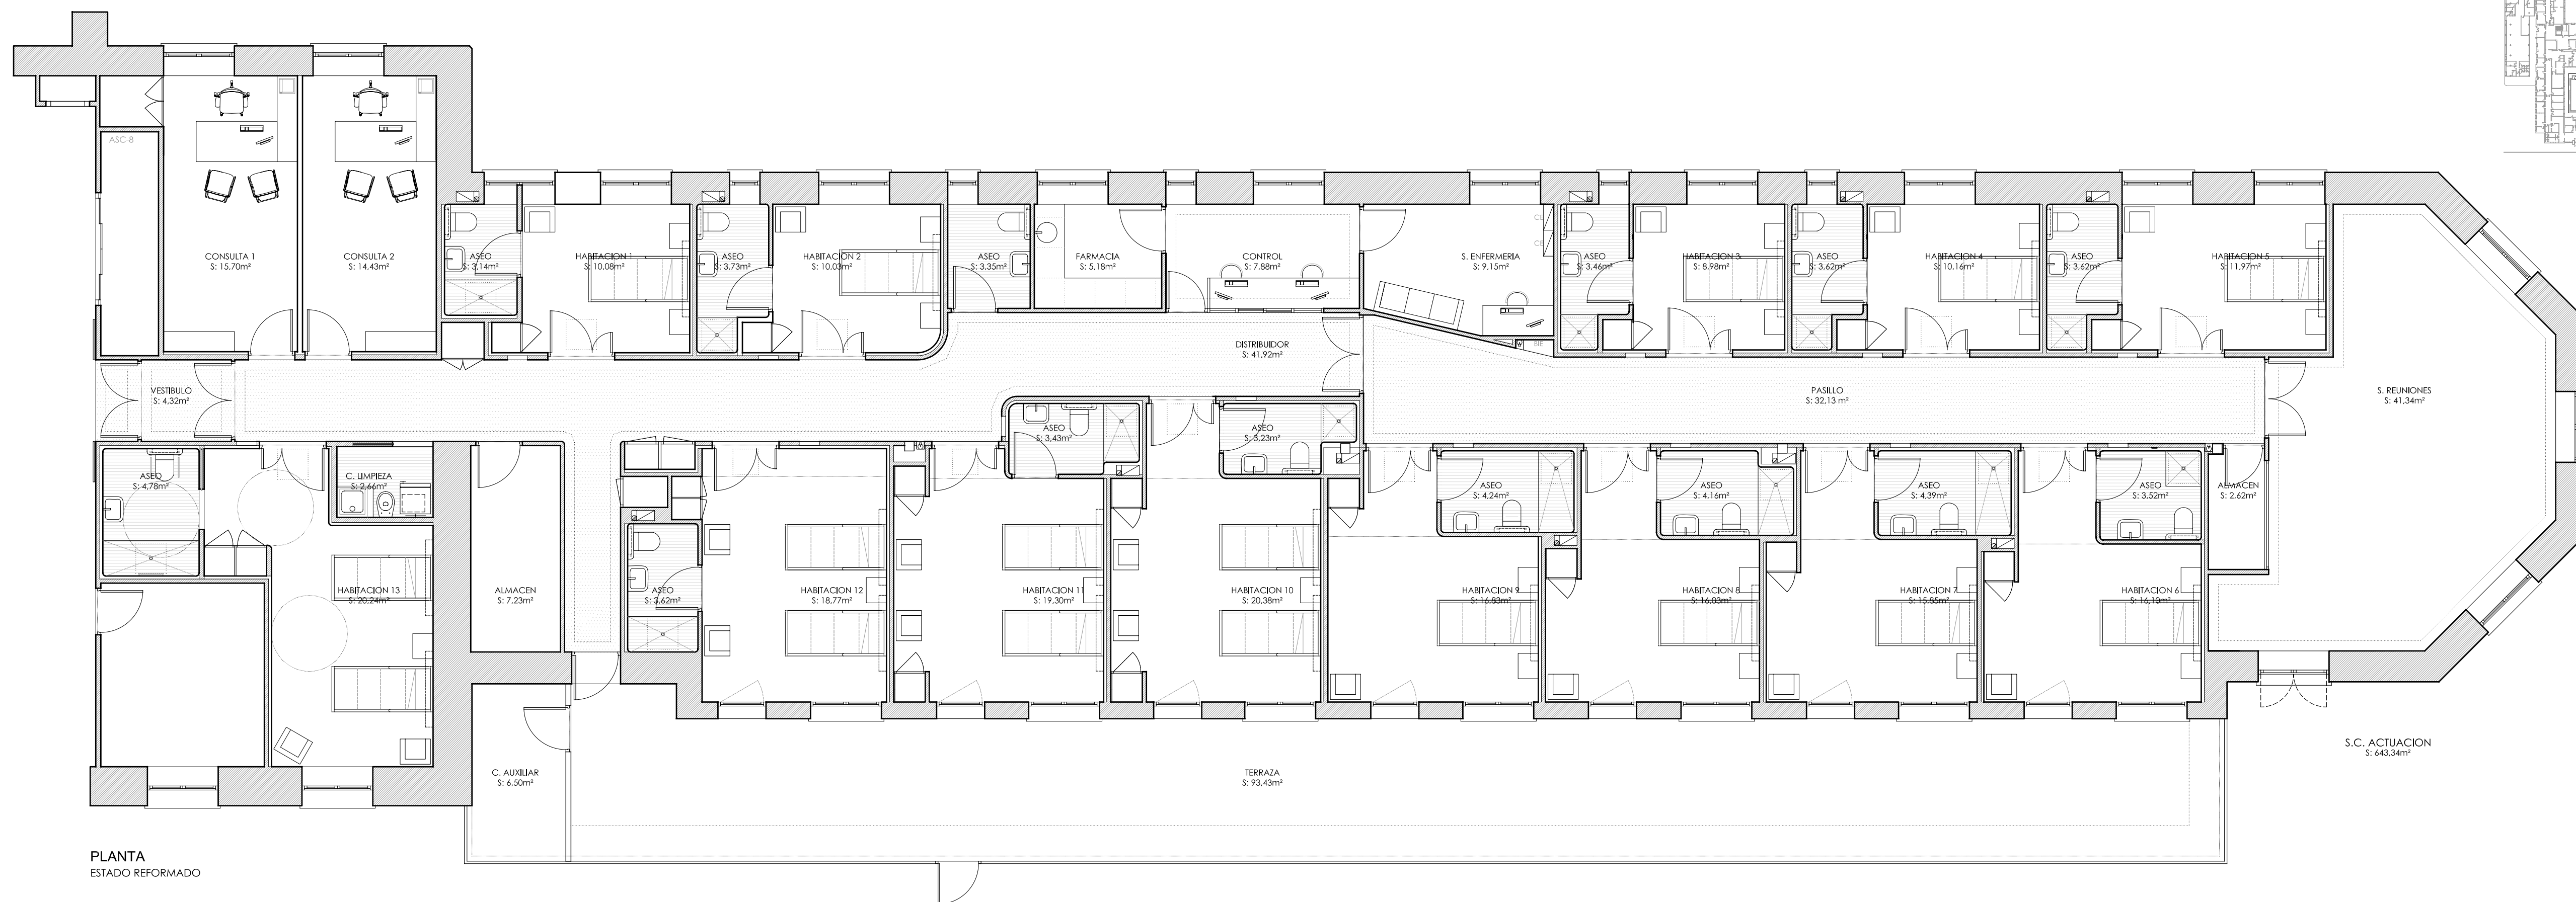 ASC-8
CONSULTA 1
S: 15,70m²
CONSULTA 2
S: 14,43m²
ASEO
S: 3,14m²
HABITACION 1
S: 10,08m²
ASEO
S: 3,73m²
HABITACION 2
S: 10,03m²
ASEO
S: 3,35m²
FARMACIA
S: 5,18m²
CONTROL
S: 7,88m²
S. ENFERMERIA
S: 9,15m²
ASEO
S: 3,46m²
HABITACION 3
S: 8,98m²
ASEO
S: 3,62m²
HABITACION 4
S: 10,16m²
ASEO
S: 3,62m²
HABITACION 5
S: 11,97m²
DISTRIBUIDOR
S: 41,92m²
BIE
VESTIBULO
S: 4,32m²
PASILLO
S: 32,13 m²
S. REUNIONES
S: 41,34m²
ASEO
S: 3,43m²
ASEO
S: 3,23m²
ASEO
S: 4,78m²
C. LIMPIEZA
S: 2,66m²
ASEO
S: 4,24m²
ASEO
S: 4,16m²
ASEO
S: 4,39m²
ASEO
S: 3,52m²
ALMACEN
S: 2.62m²
HABITACION 13
S: 20,24m²
ALMACEN
S: 7,23m²
ASEO
S: 3,62m²
HABITACION 12
S: 18,77m²
HABITACION 11
S: 19,30m²
HABITACION 10
S: 20,38m²
HABITACION 9
S: 16,83m²
HABITACION 8
S: 16,03m²
HABITACION 7
S: 15,85m²
HABITACION 6
S: 16,10m²
C. AUXILIAR
S: 6,50m²
TERRAZA
S: 93,43m²
S.C. ACTUACION
S: 643,34m²
PLANTA
ESTADO REFORMADO